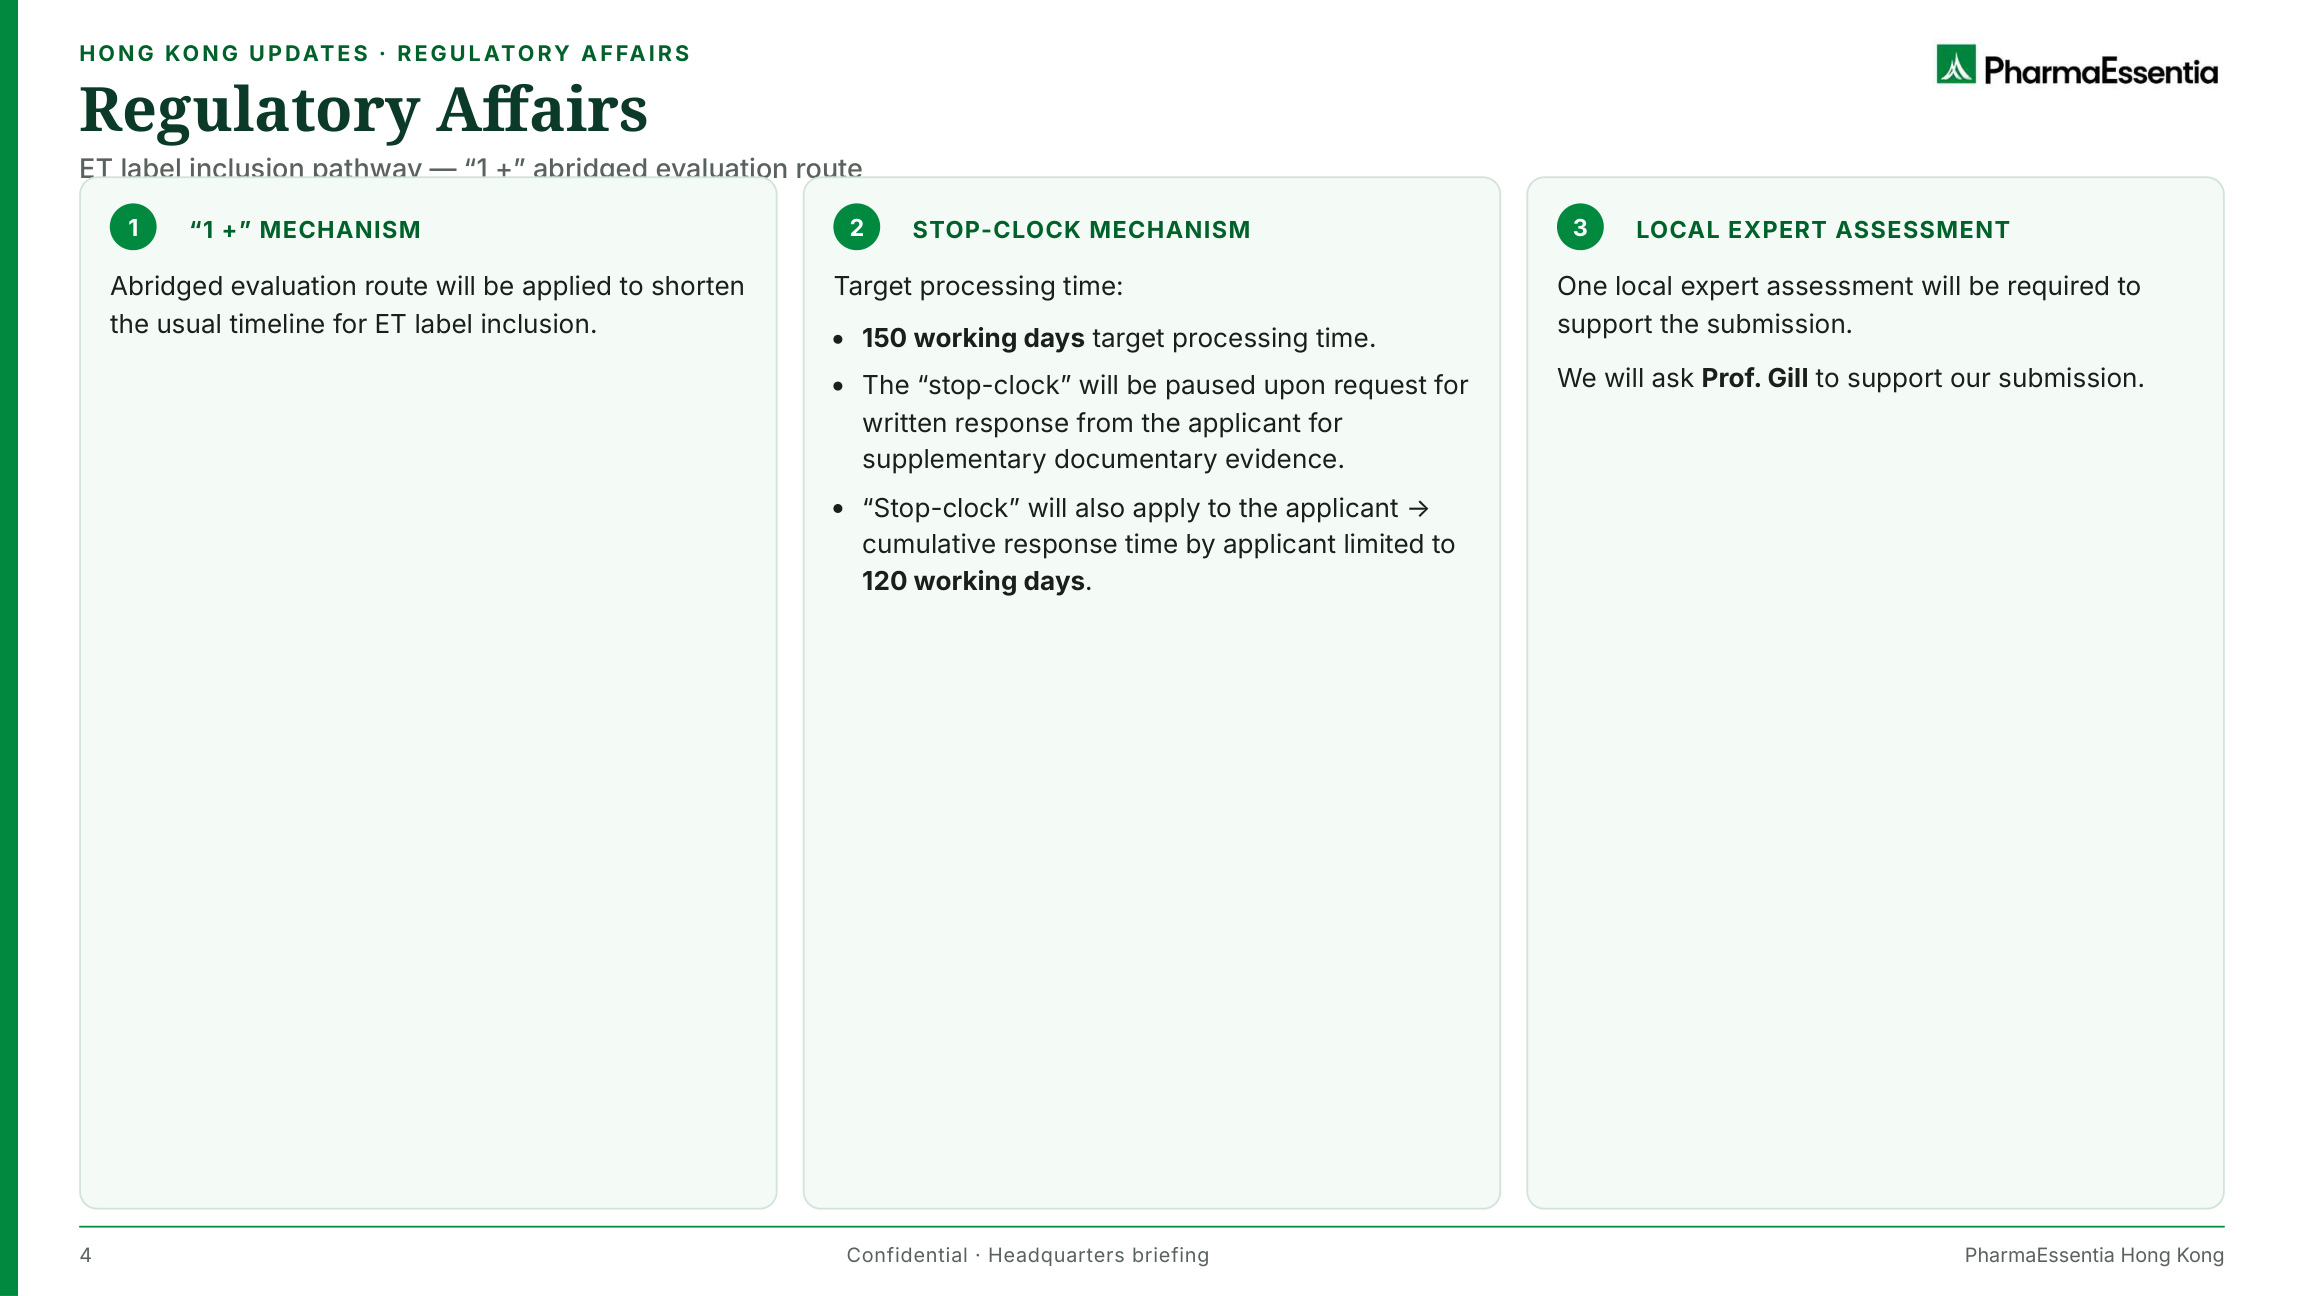 HONG KONG UPDATES · REGULATORY AFFAIRS
PharmaEssentia
Regulatory Affairs
ET label inclusion pathway — “1 +” abridged evaluation route
1 “1 +” MECHANISM
Abridged evaluation route will be applied to shorten
the usual timeline for ET label inclusion.
2 STOP-CLOCK MECHANISM
Target processing time:
• 150 working days target processing time.
• The “stop-clock” will be paused upon request for
written response from the applicant for
supplementary documentary evidence.
• “Stop-clock” will also apply to the applicant →
cumulative response time by applicant limited to
120 working days.
3 LOCAL EXPERT ASSESSMENT
One local expert assessment will be required to
support the submission.
We will ask Prof. Gill to support our submission.
4
Confidential · Headquarters briefing
PharmaEssentia Hong Kong